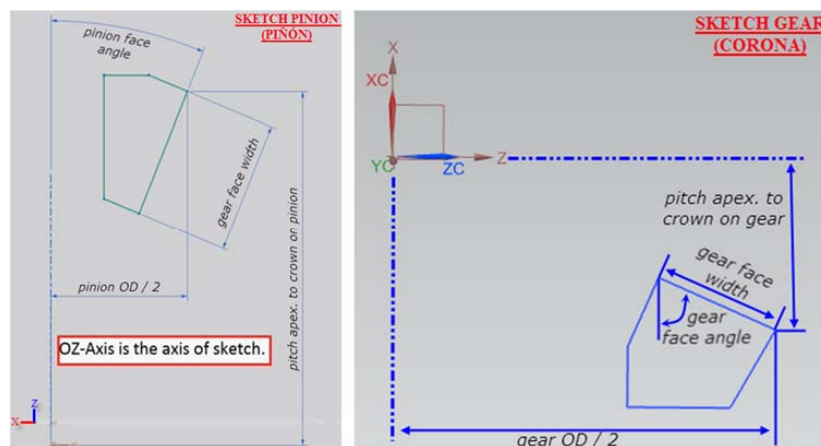 SKETCH PINION
(PIÑÓN)
pinion face
angle
gear face width
pitch apex. to crown on pinion
pinion OD / 2
OZ-Axis is the axis of sketch.
Z
X
SKETCH GEAR
(CORONA)
X
XC
YC
ZC
Z
pitch apex. to
crown on gear
gear face
width
gear
face angle
gear OD / 2